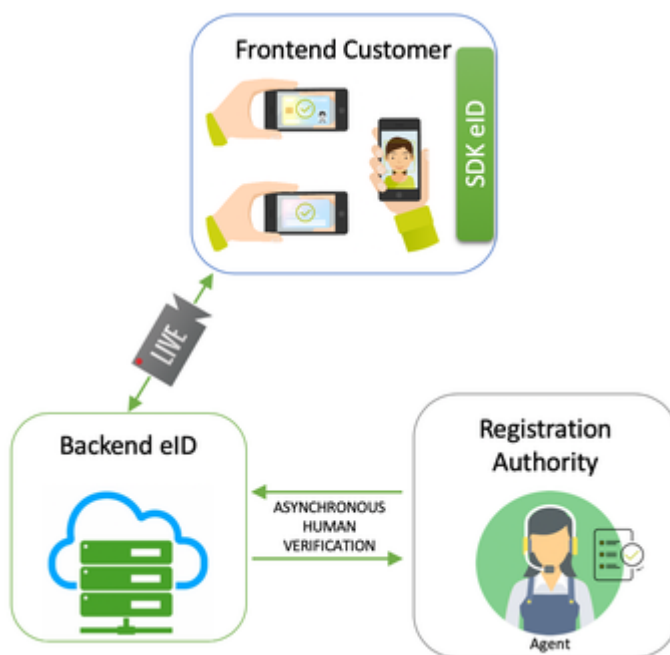 Frontend Customer
SDK eID
LIVE
Backend eID
Registration
Authority
ASYNCHRONOUS
HUMAN
VERIFICATION
Agent